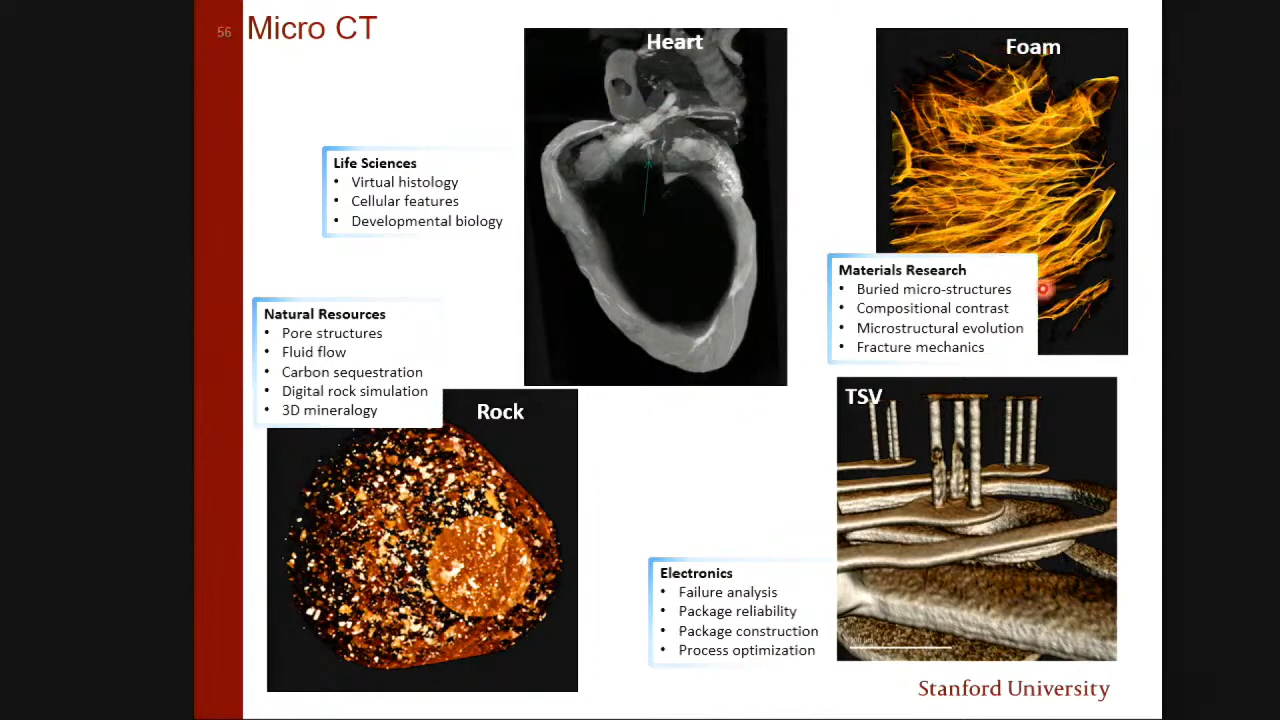 56
Micro CT
Heart
Foam
Life Sciences
• Virtual histology
• Cellular features
• Developmental biology
Materials Research
• Buried micro-structures
• Compositional contrast
• Microstructural evolution
• Fracture mechanics
Natural Resources
• Pore structures
• Fluid flow
• Carbon sequestration
• Digital rock simulation
• 3D mineralogy
Rock
TSV
Electronics
• Failure analysis
• Package reliability
• Package construction
• Process optimization
Stanford University